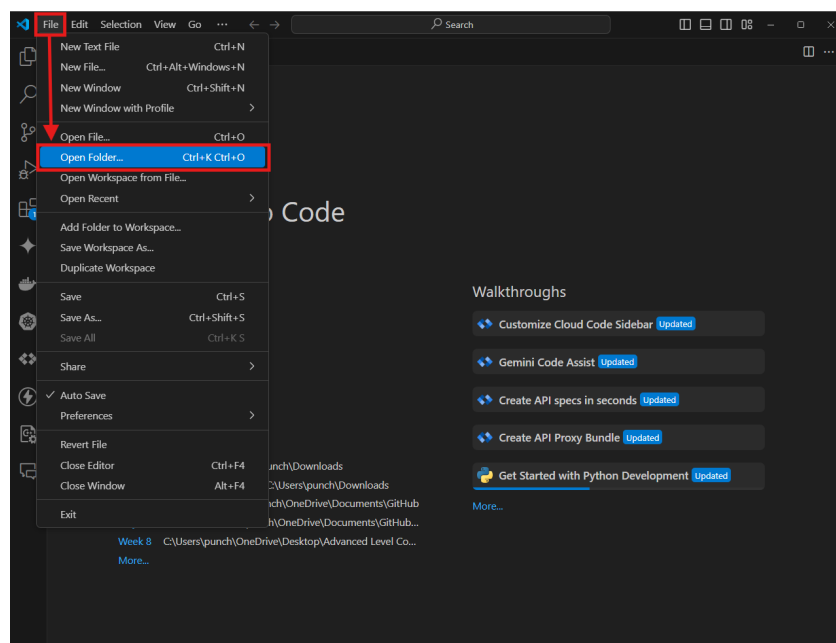 File Edit Selection View Go ... Search
New Text File Ctrl+N
New File... Ctrl+Alt+Windows+N
New Window Ctrl+Shift+N
New Window with Profile
Open File... Ctrl+O
Open Folder... Ctrl+K Ctrl+O
Open Workspace from File...
Open Recent
Add Folder to Workspace...
Save Workspace As...
Duplicate Workspace
Save Ctrl+S
Save As... Ctrl+Shift+S
Save All Ctrl+K S
Share
Auto Save
Preferences
Revert File
Close Editor Ctrl+F4
Close Window Alt+F4
Exit
Code
unch\Downloads
C:\Users\punch\Downloads
nch\OneDrive\Documents\GitHub
h\OneDrive\Documents\GitHub...
Week 8 C:\Users\punch\OneDrive\Desktop\Advanced Level Co...
More...
Walkthroughs
Customize Cloud Code Sidebar Updated
Gemini Code Assist Updated
Create API specs in seconds Updated
Create API Proxy Bundle Updated
Get Started with Python Development Updated
More...